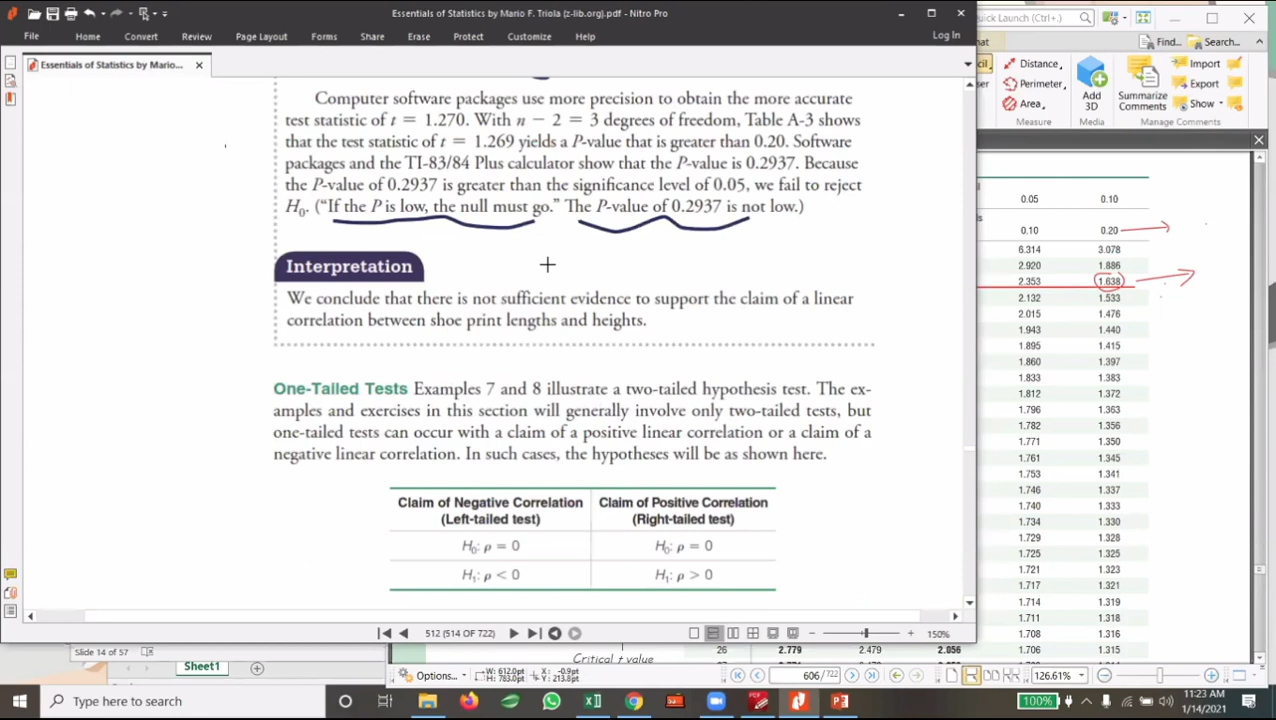 Essentials of Statistics by Mario F. Triola (z-lib.org).pdf - Nitro Pro
File Home Convert Review Page Layout Forms Share Erase Protect Customize Help Log In
Essentials of Statistics by Mario...
Computer software packages use more precision to obtain the more accurate
test statistic of t = 1.270. With n − 2 = 3 degrees of freedom, Table A-3 shows
that the test statistic of t = 1.269 yields a P-value that is greater than 0.20. Software
packages and the TI-83/84 Plus calculator show that the P-value is 0.2937. Because
the P-value of 0.2937 is greater than the significance level of 0.05, we fail to reject
H0. ("If the P is low, the null must go." The P-value of 0.2937 is not low.)
Interpretation
We conclude that there is not sufficient evidence to support the claim of a linear
correlation between shoe print lengths and heights.
One-Tailed Tests Examples 7 and 8 illustrate a two-tailed hypothesis test. The ex-
amples and exercises in this section will generally involve only two-tailed tests, but
one-tailed tests can occur with a claim of a positive linear correlation or a claim of a
negative linear correlation. In such cases, the hypotheses will be as shown here.
Claim of Negative Correlation Claim of Positive Correlation
(Left-tailed test) (Right-tailed test)
H0: ρ = 0 H0: ρ = 0
H1: ρ < 0 H1: ρ > 0
512 (514 OF 722) 150%
Quick Launch (Ctrl+.)
Find... Search...
Distance
Perimeter
Area
Measure
Add
3D
Media
Summarize
Comments
Import
Export
Show
Manage Comments
0.05 0.10
0.10 0.20
6.314 3.078
2.920 1.886
2.353 1.638
2.132 1.533
2.015 1.476
1.943 1.440
1.895 1.415
1.860 1.397
1.833 1.383
1.812 1.372
1.796 1.363
1.782 1.356
1.771 1.350
1.761 1.345
1.753 1.341
1.746 1.337
1.740 1.333
1.734 1.330
1.729 1.328
1.725 1.325
1.721 1.323
1.717 1.321
1.714 1.319
1.711 1.318
1.708 1.316
26 2.779 2.479 2.056 1.706 1.315
Critical t value
Slide 14 of 57
Sheet1
Options... W: 612.0pt X: -0.9pt
H: 783.0pt Y: 213.8pt
606/722 126.61%
Type here to search
100%
11:23 AM
1/14/2021